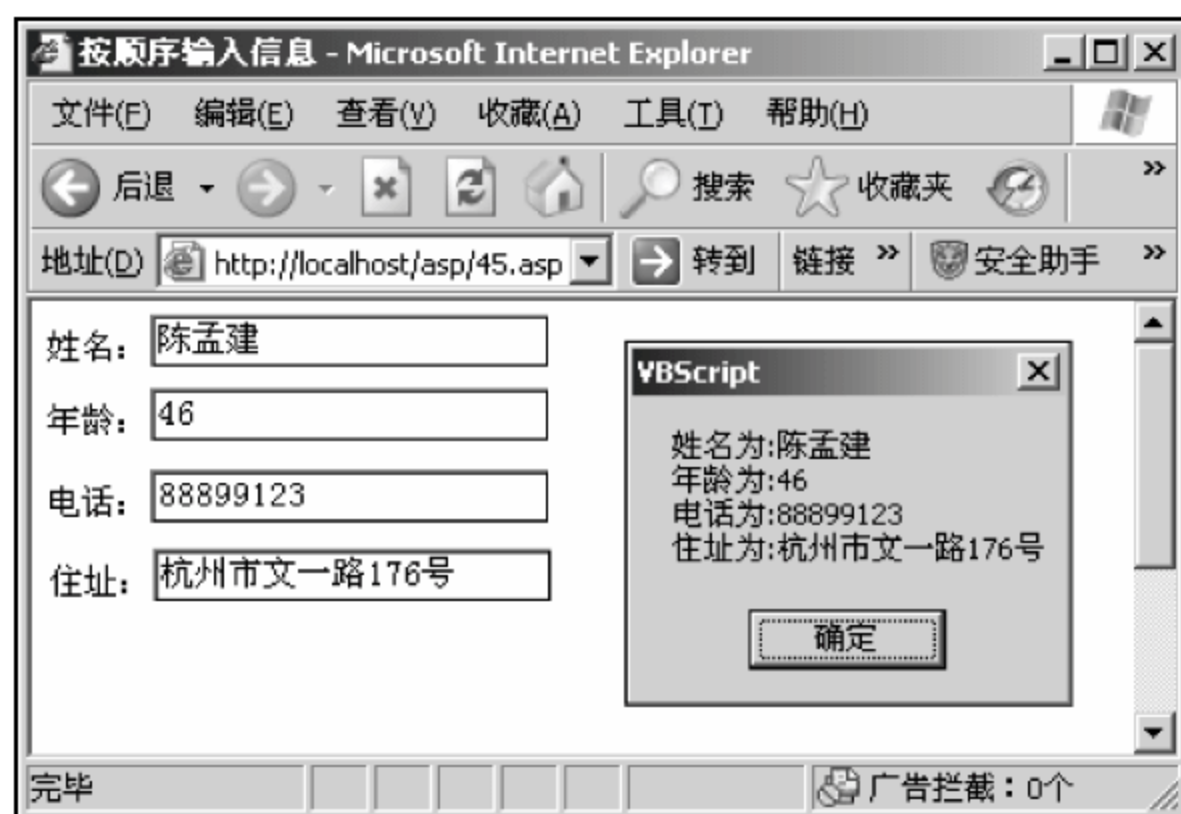 按顺序输入信息 - Microsoft Internet Explorer
文件(F) 编辑(E) 查看(V) 收藏(A) 工具(T) 帮助(H)
后退 搜索 收藏夹 »
地址(D) http://localhost/asp/45.asp 转到 链接 » 安全助手 »
姓名：陈孟建
年龄：46
电话：88899123
住址：杭州市文一路176号
VBScript
姓名为:陈孟建
年龄为:46
电话为:88899123
住址为:杭州市文一路176号
确定
完毕 广告拦截：0个